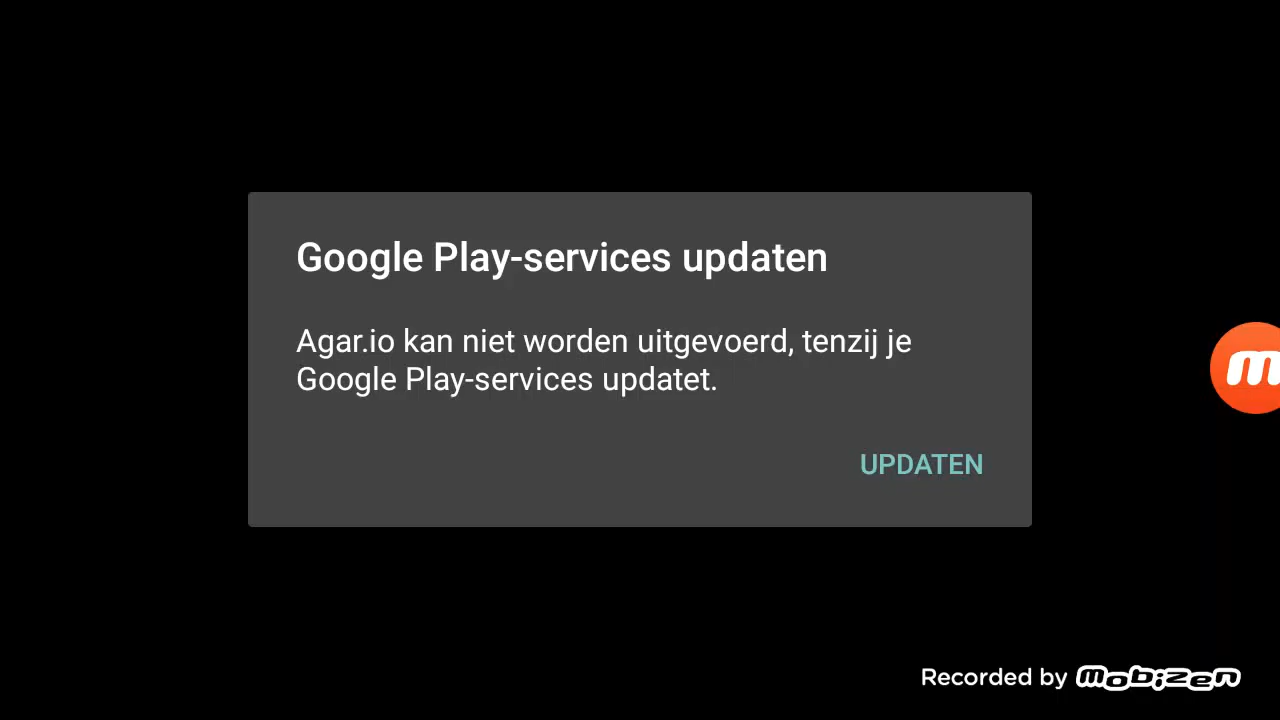 Google Play-services updaten
Agar.io kan niet worden uitgevoerd, tenzij je
Google Play-services updatet.
UPDATEN
m
Recorded by mobizen